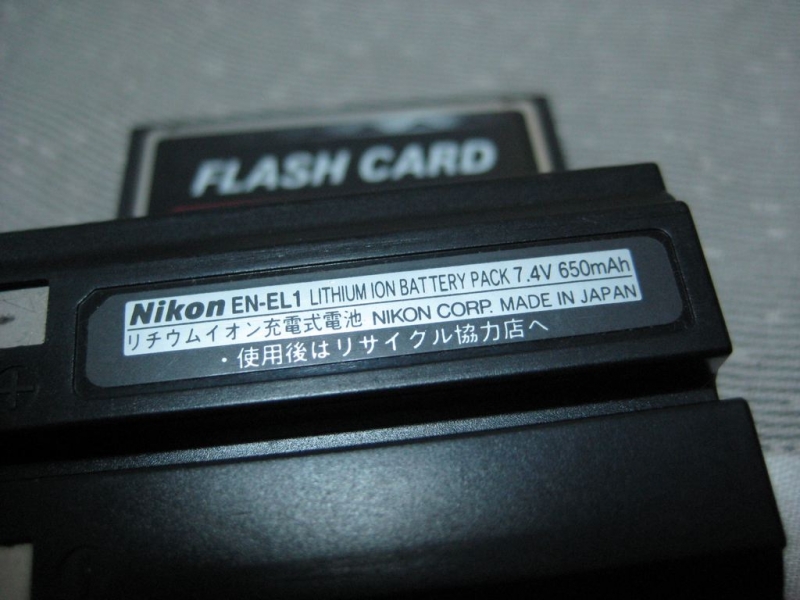 FLASH CARD
Nikon EN-EL1 LITHIUM ION BATTERY PACK 7.4V 650mAh
リチウムイオン充電式電池 NIKON CORP. MADE IN JAPAN
・使用後はリサイクル協力店へ
+